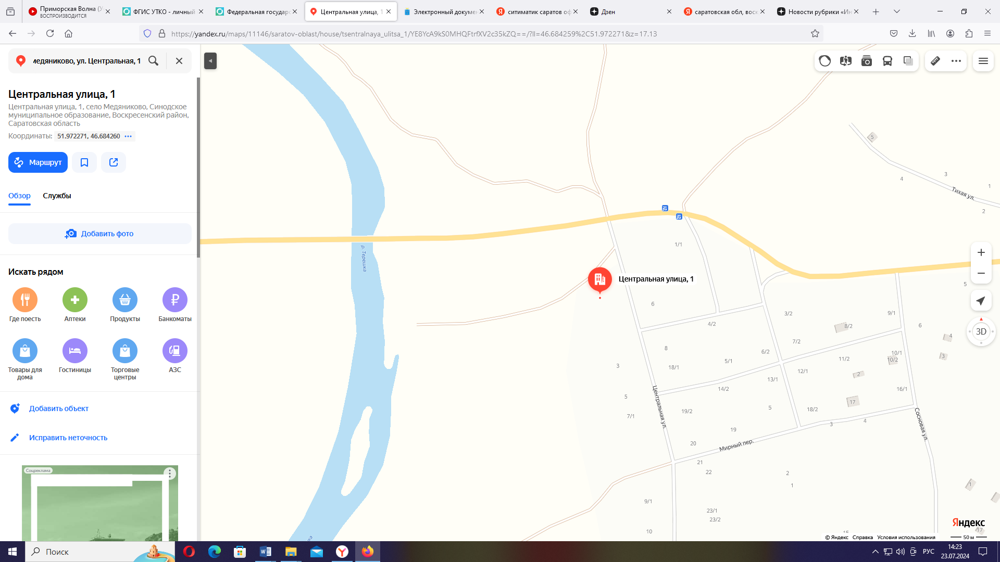 Приморская Волна (У
ВОСПРОИЗВОДИТСЯ
ФГИС УТКО - личный
Федеральная государс
Центральная улица, 1
Электронный докумен
ситиматик саратов оф
Дзен
саратовская обл, воск
Новости рубрики «Ин
https://yandex.ru/maps/11146/saratov-oblast/house/tsentralnaya_ulitsa_1/YE8YcA9kS0MHQFtrfXV2c35kZQ==/?ll=46.684259%2C51.972271&z=17.13
медяниково, ул. Центральная, 1
Центральная улица, 1
Центральная улица, 1, село Медяниково, Синодское
муниципальное образование, Воскресенский район,
Саратовская область
Координаты: 51.972271, 46.684260
Маршрут
Обзор
Службы
Добавить фото
Искать рядом
Где поесть
Аптеки
Продукты
Банкоматы
Товары для
дома
Гостиницы
Торговые
центры
АЗС
Добавить объект
Исправить неточность
Соцреклама
5
3
4
1
Тихая ул.
2
1/1
р. Терешка
Центральная улица, 1
5
6
3/2
9/1
4/2
8/2
6
4
7/2
8
6/2
10/1
3
5/1
11/2
10/2
3
18/1
12/1
2
13/1
14/2
16/1
5
17
5
18/2
19/2
7/1
Центральная ул.
3
4
Сосновая ул.
19
20
Мирный пер.
21
22
2
1
1
9/1
23/1
23/2
10
15
17
3D
Яндекс
© Яндекс Справка Условия использования
50 м
Поиск
РУС
14:23
23.07.2024